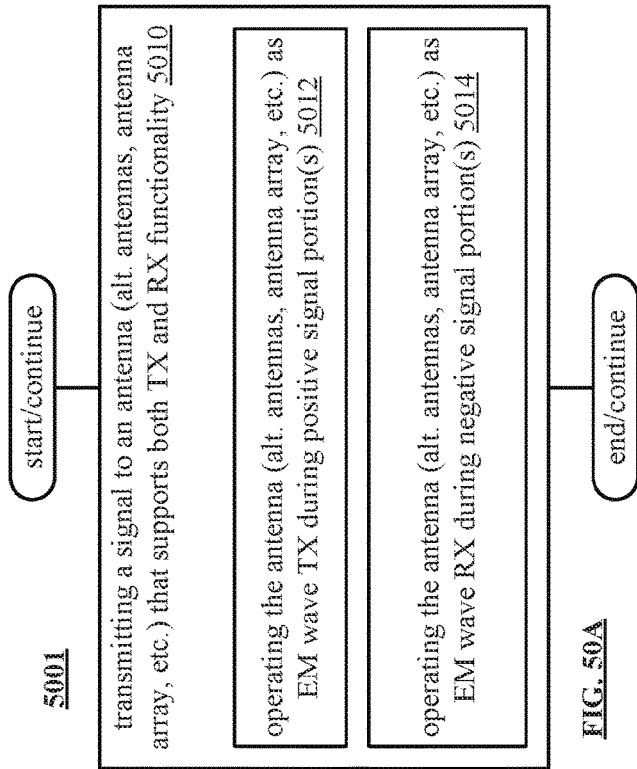 5001
start/continue
transmitting a signal to an antenna (alt. antennas, antenna
array, etc.) that supports both TX and RX functionality 5010
operating the antenna (alt. antennas, antenna array, etc.) as
EM wave TX during positive signal portion(s) 5012
operating the antenna (alt. antennas, antenna array, etc.) as
EM wave RX during negative signal portion(s) 5014
end/continue
FIG. 50A